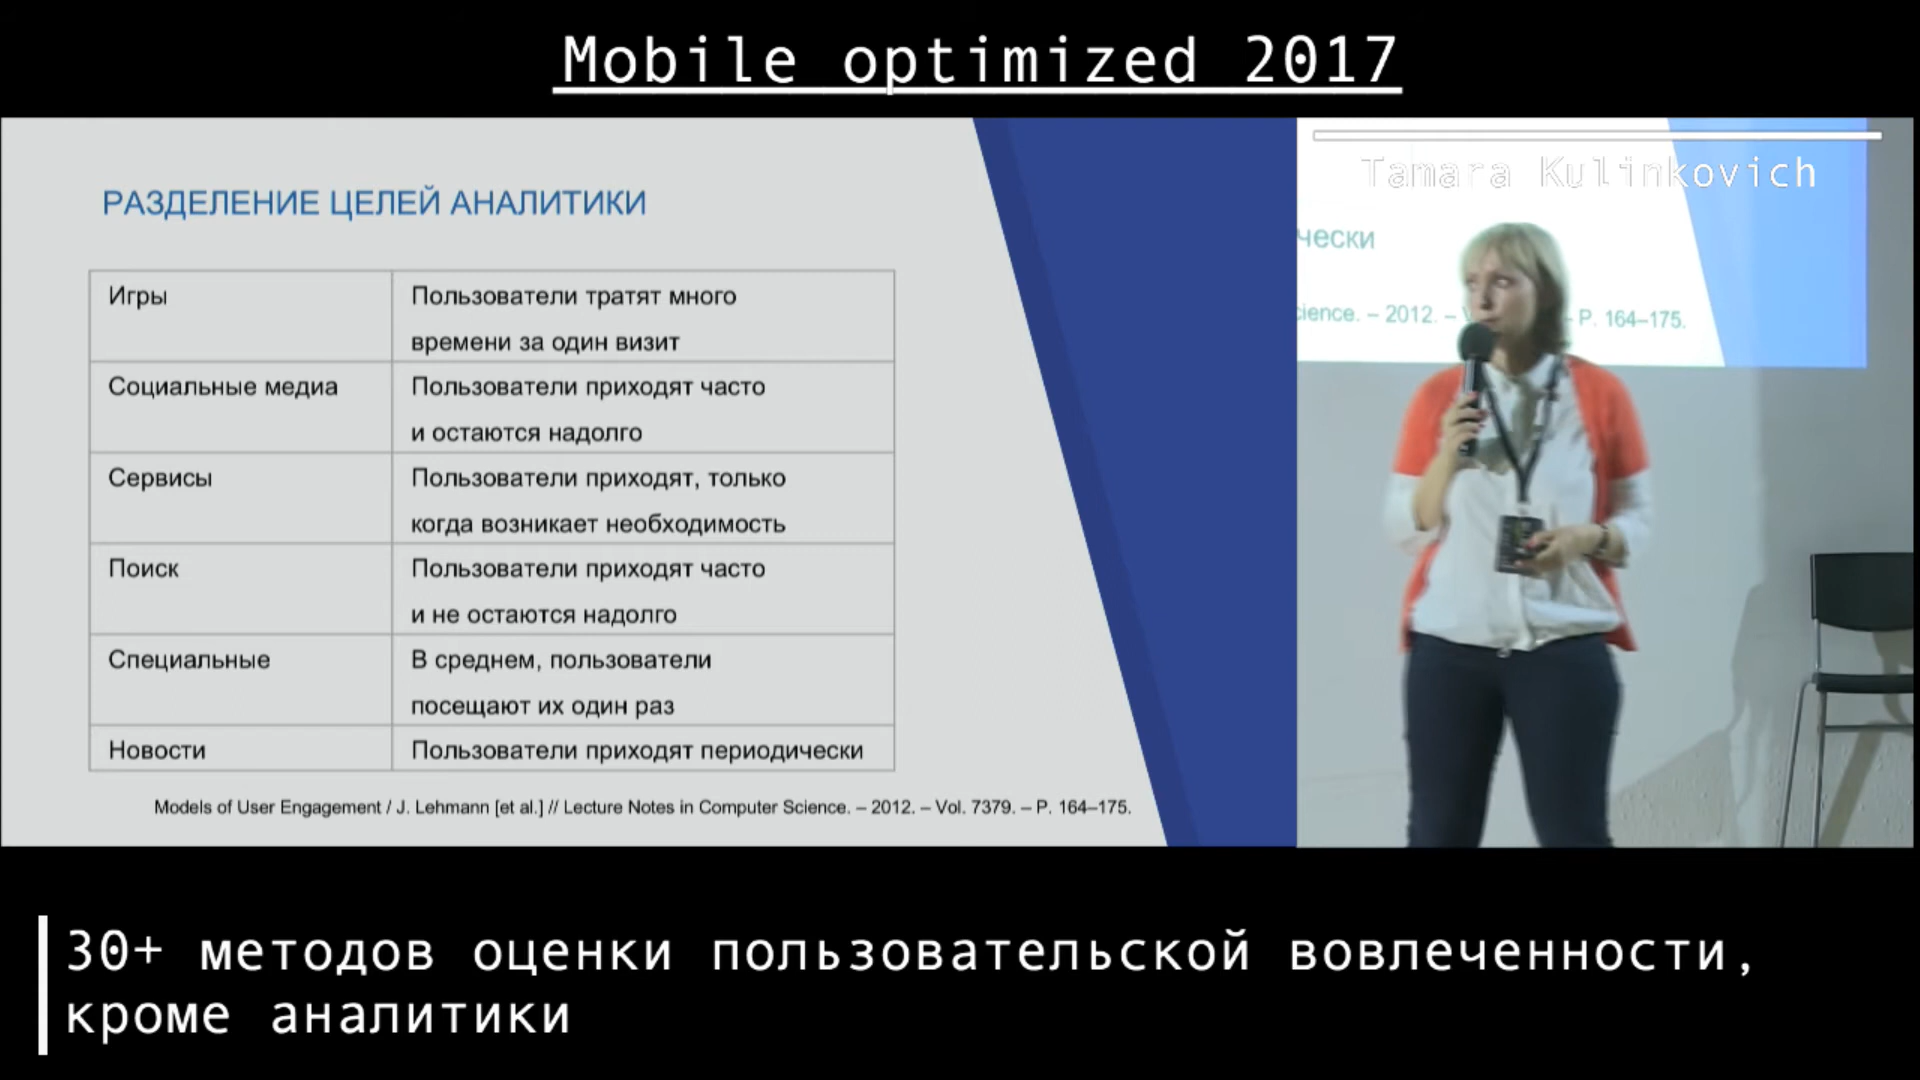 Mobile optimized 2017
РАЗДЕЛЕНИЕ ЦЕЛЕЙ АНАЛИТИКИ
Игры
Пользователи тратят много
времени за один визит
Социальные медиа
Пользователи приходят часто
и остаются надолго
Сервисы
Пользователи приходят, только
когда возникает необходимость
Поиск
Пользователи приходят часто
и не остаются надолго
Специальные
В среднем, пользователи
посещают их один раз
Новости
Пользователи приходят периодически
Models of User Engagement / J. Lehmann [et al.] // Lecture Notes in Computer Science. – 2012. – Vol. 7379. – P. 164–175.
Tamara Kulinkovich
чески
cience. – 2012. – V – P. 164–175.
30+ методов оценки пользовательской вовлеченности,
кроме аналитики